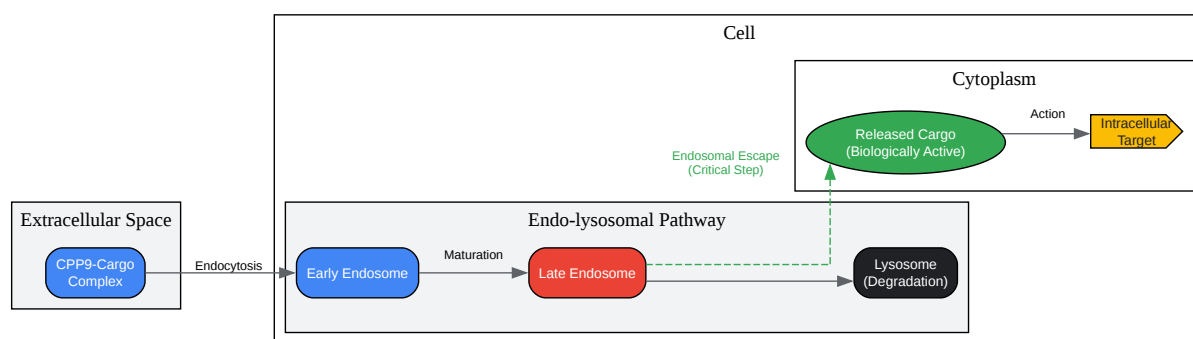 Cell
Cytoplasm
Released Cargo
(Biologically Active)
Action
Intracellular
Target
Endosomal Escape
(Critical Step)
Extracellular Space
CPP9-Cargo
Complex
Endocytosis
Endo-lysosomal Pathway
Early Endosome
Maturation
Late Endosome
Lysosome
(Degradation)